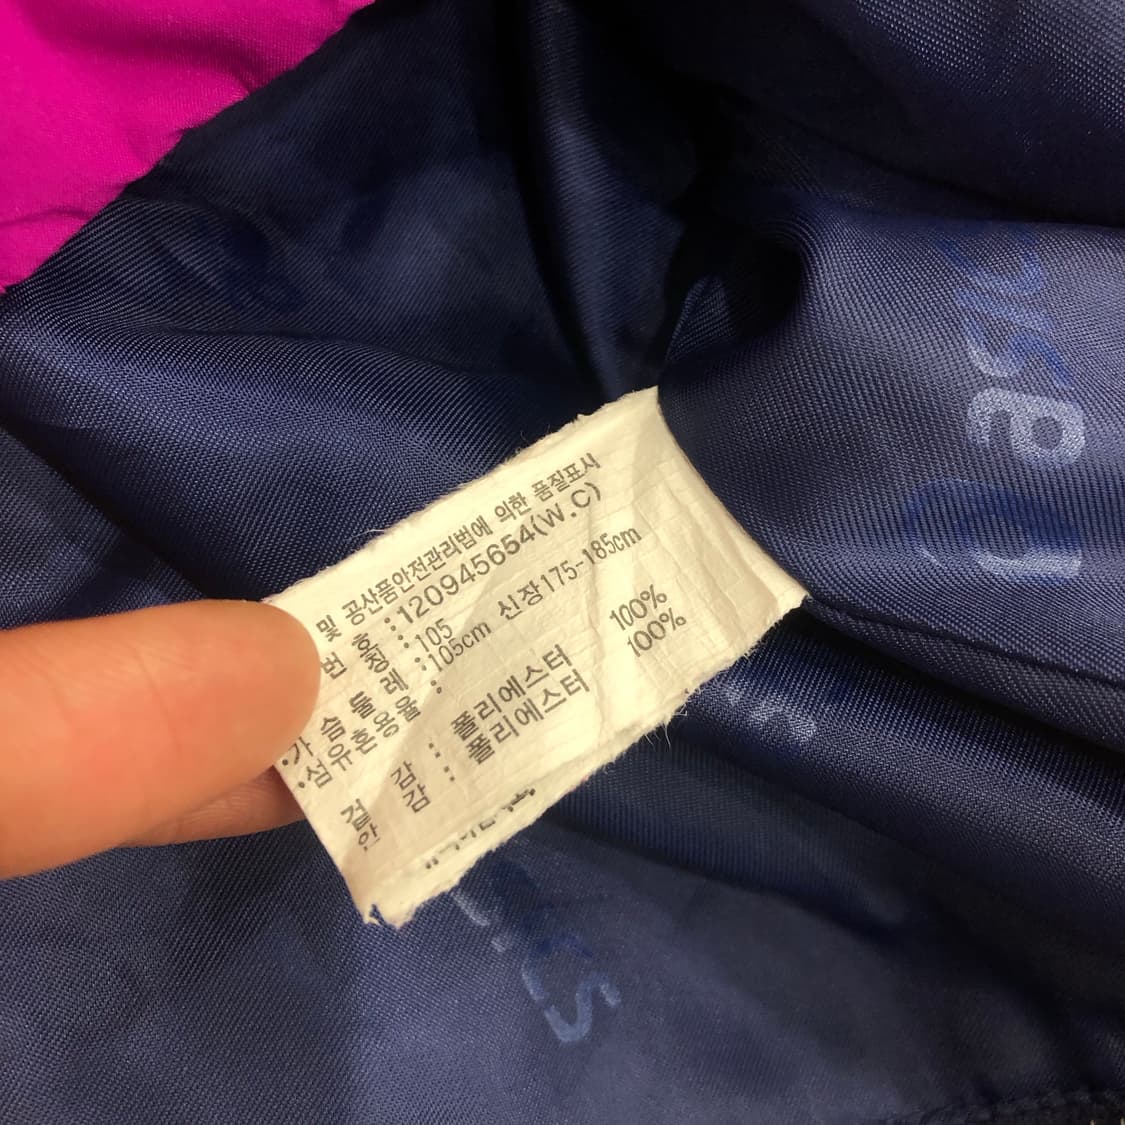 및 공산품안전관리법에 의한 품질표시
번 호 :120945654(W.C)
칭 :105
가 슴 둘 레 :105cm 신장175-185cm
·섬유혼용율 :
겉 감 : 폴리에스터 100%
안 감 : 폴리에스터 100%
asics
ics